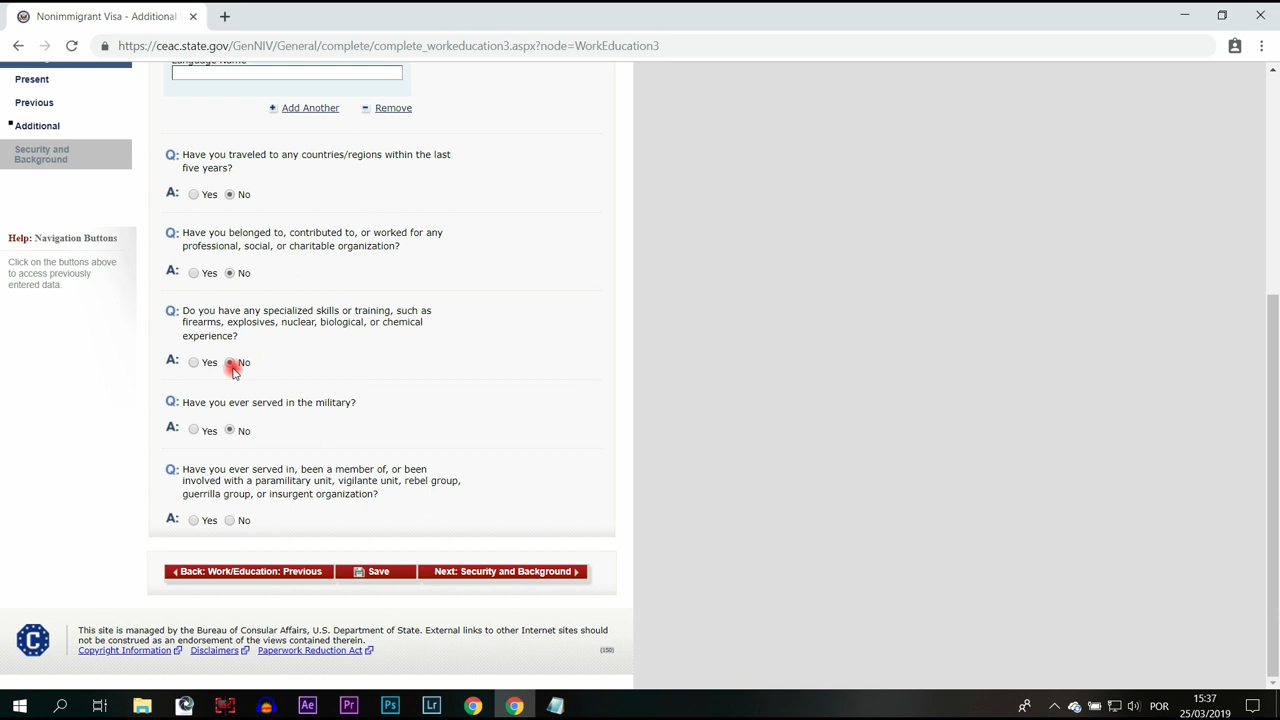 Nonimmigrant Visa - Additional
https://ceac.state.gov/GenNIV/General/complete/complete_workeducation3.aspx?node=WorkEducation3
Present
Previous
Additional
Security and
Background
Help: Navigation Buttons
Click on the buttons above
to access previously
entered data.
Language Name
Add Another
Remove
Q: Have you traveled to any countries/regions within the last
five years?
A: Yes No
Q: Have you belonged to, contributed to, or worked for any
professional, social, or charitable organization?
A: Yes No
Q: Do you have any specialized skills or training, such as
firearms, explosives, nuclear, biological, or chemical
experience?
A: Yes No
Q: Have you ever served in the military?
A: Yes No
Q: Have you ever served in, been a member of, or been
involved with a paramilitary unit, vigilante unit, rebel group,
guerrilla group, or insurgent organization?
A: Yes No
Back: Work/Education: Previous
Save
Next: Security and Background
C
This site is managed by the Bureau of Consular Affairs, U.S. Department of State. External links to other Internet sites should
not be construed as an endorsement of the views contained therein.
Copyright Information Disclaimers Paperwork Reduction Act
(150)
Ae Pr Ps Lr
POR
15:37
25/03/2019